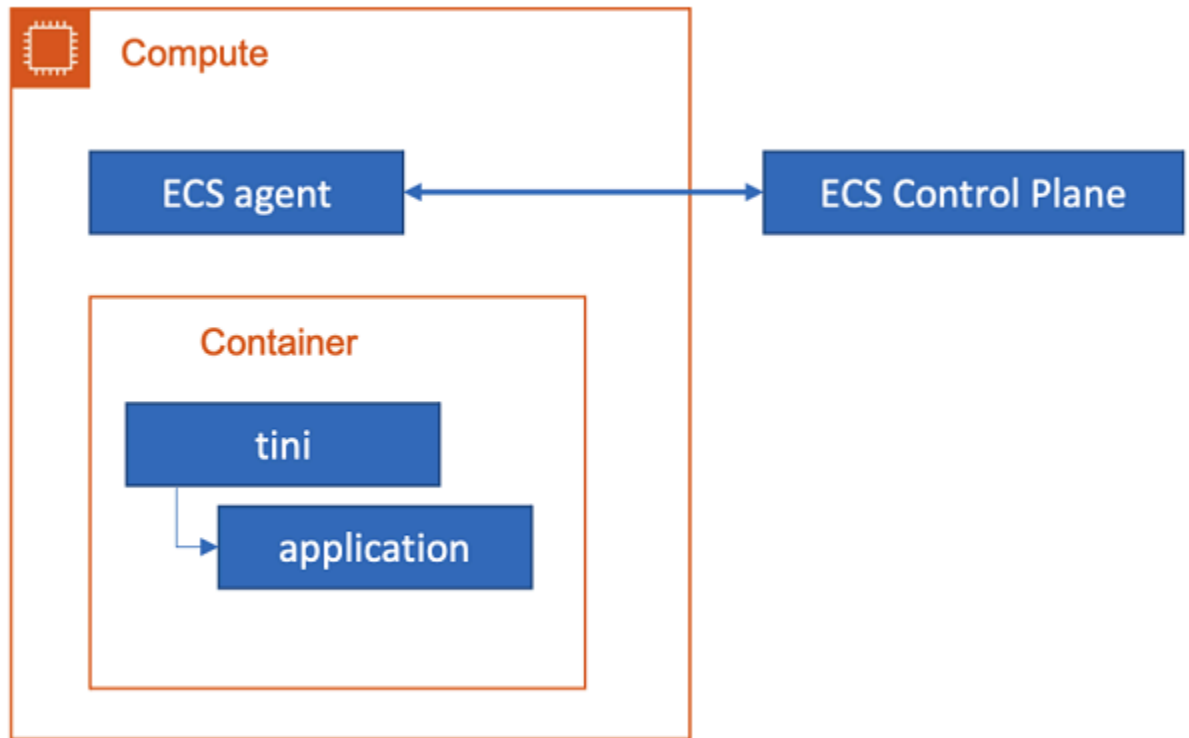 Compute
ECS agent
ECS Control Plane
Container
tini
application